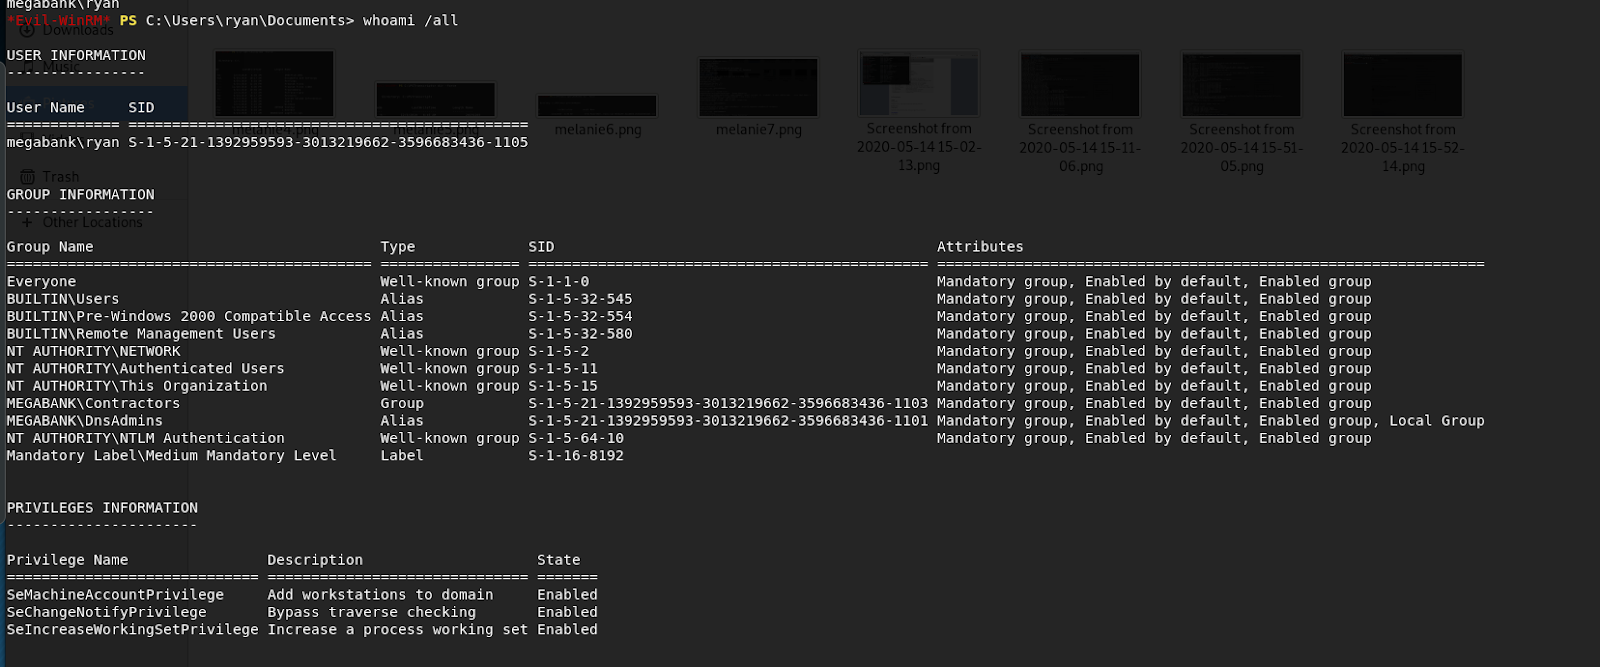 megabank\ryan
*Evil-WinRM* PS C:\Users\ryan\Documents> whoami /all
Downloads
USER INFORMATION
Music
----------------
User Name     SID
============= ==============================================
melanie4.png melanie5.png melanie6.png melanie7.png Screenshot from 2020-05-14 15-02-13.png Screenshot from 2020-05-14 15-11-06.png Screenshot from 2020-05-14 15-51-05.png Screenshot from 2020-05-14 15-52-14.png
megabank\ryan S-1-5-21-1392959593-3013219662-3596683436-1105
Trash
GROUP INFORMATION
-----------------
+ Other Locations
Group Name                                 Type             SID                                            Attributes
========================================== ================ ============================================== ===============================================================
Everyone                                   Well-known group S-1-1-0                                        Mandatory group, Enabled by default, Enabled group
BUILTIN\Users                              Alias            S-1-5-32-545                                   Mandatory group, Enabled by default, Enabled group
BUILTIN\Pre-Windows 2000 Compatible Access Alias            S-1-5-32-554                                   Mandatory group, Enabled by default, Enabled group
BUILTIN\Remote Management Users            Alias            S-1-5-32-580                                   Mandatory group, Enabled by default, Enabled group
NT AUTHORITY\NETWORK                       Well-known group S-1-5-2                                        Mandatory group, Enabled by default, Enabled group
NT AUTHORITY\Authenticated Users           Well-known group S-1-5-11                                       Mandatory group, Enabled by default, Enabled group
NT AUTHORITY\This Organization             Well-known group S-1-5-15                                       Mandatory group, Enabled by default, Enabled group
MEGABANK\Contractors                       Group            S-1-5-21-1392959593-3013219662-3596683436-1103 Mandatory group, Enabled by default, Enabled group
MEGABANK\DnsAdmins                         Alias            S-1-5-21-1392959593-3013219662-3596683436-1101 Mandatory group, Enabled by default, Enabled group, Local Group
NT AUTHORITY\NTLM Authentication           Well-known group S-1-5-64-10                                    Mandatory group, Enabled by default, Enabled group
Mandatory Label\Medium Mandatory Level     Label            S-1-16-8192
PRIVILEGES INFORMATION
----------------------
Privilege Name                Description                    State
============================= ============================== =======
SeMachineAccountPrivilege     Add workstations to domain     Enabled
SeChangeNotifyPrivilege       Bypass traverse checking       Enabled
SeIncreaseWorkingSetPrivilege Increase a process working set Enabled